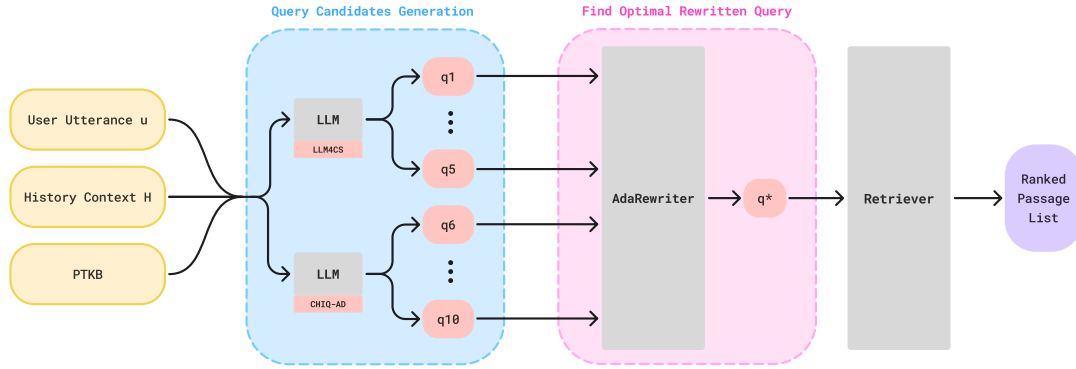 Query Candidates Generation
Find Optimal Rewritten Query
User Utterance u
History Context H
PTKB
LLM
LLM4CS
LLM
CHIQ-AD
q1
q5
q6
q10
AdaRewriter
q*
Retriever
Ranked
Passage
List